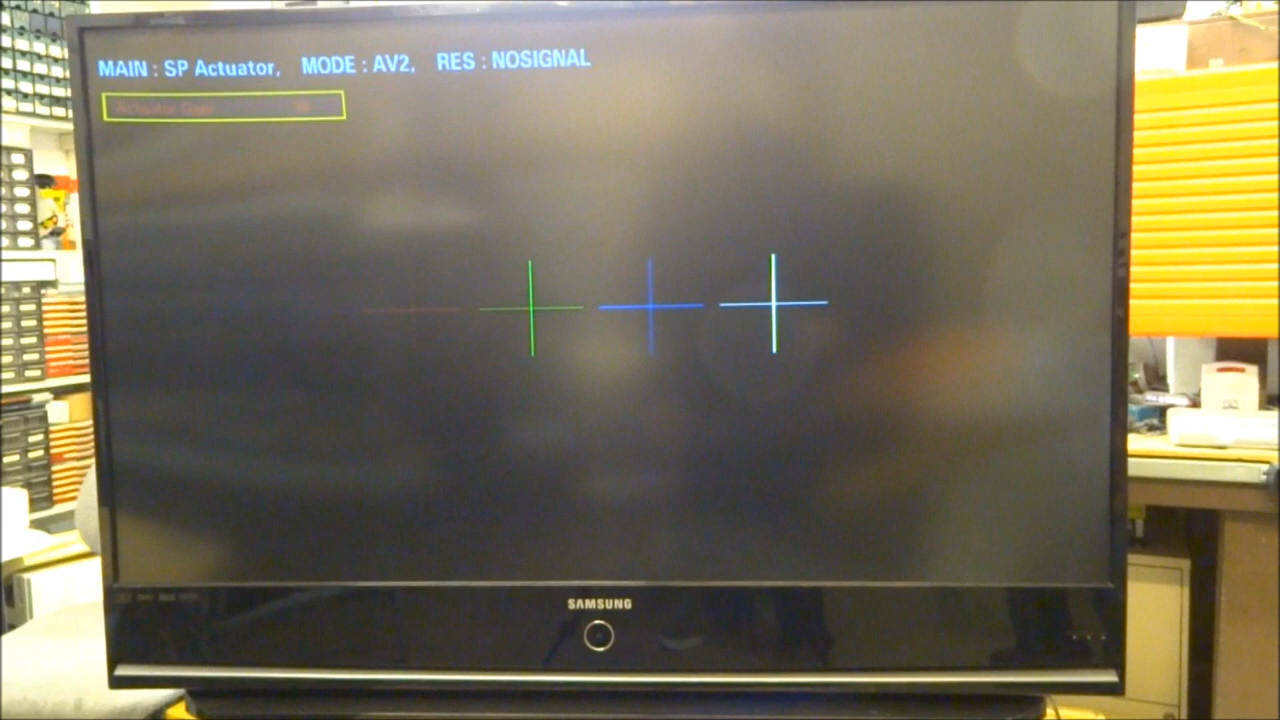 MAIN : SP Actuator,   MODE : AV2,   RES : NOSIGNAL
Actuator Gain
SAMSUNG